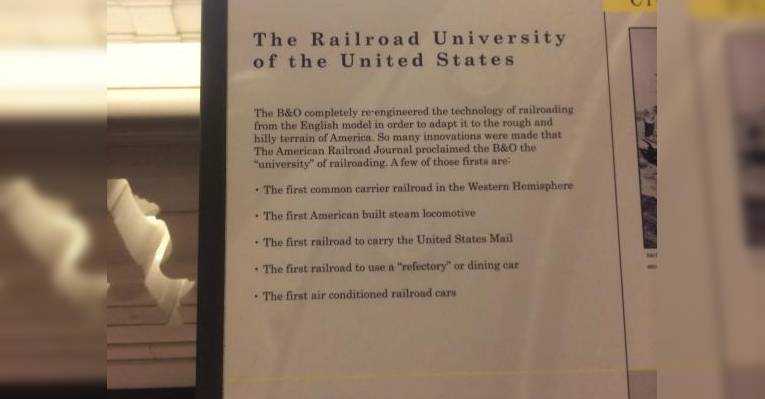 The Railroad University
of the United States
The B&O completely re-engineered the technology of railroading
from the English model in order to adapt it to the rough and
hilly terrain of America. So many innovations were made that
The American Railroad Journal proclaimed the B&O the
"university" of railroading. A few of those firsts are:
· The first common carrier railroad in the Western Hemisphere
· The first American built steam locomotive
· The first railroad to carry the United States Mail
· The first railroad to use a "refectory" or dining car
· The first air conditioned railroad cars